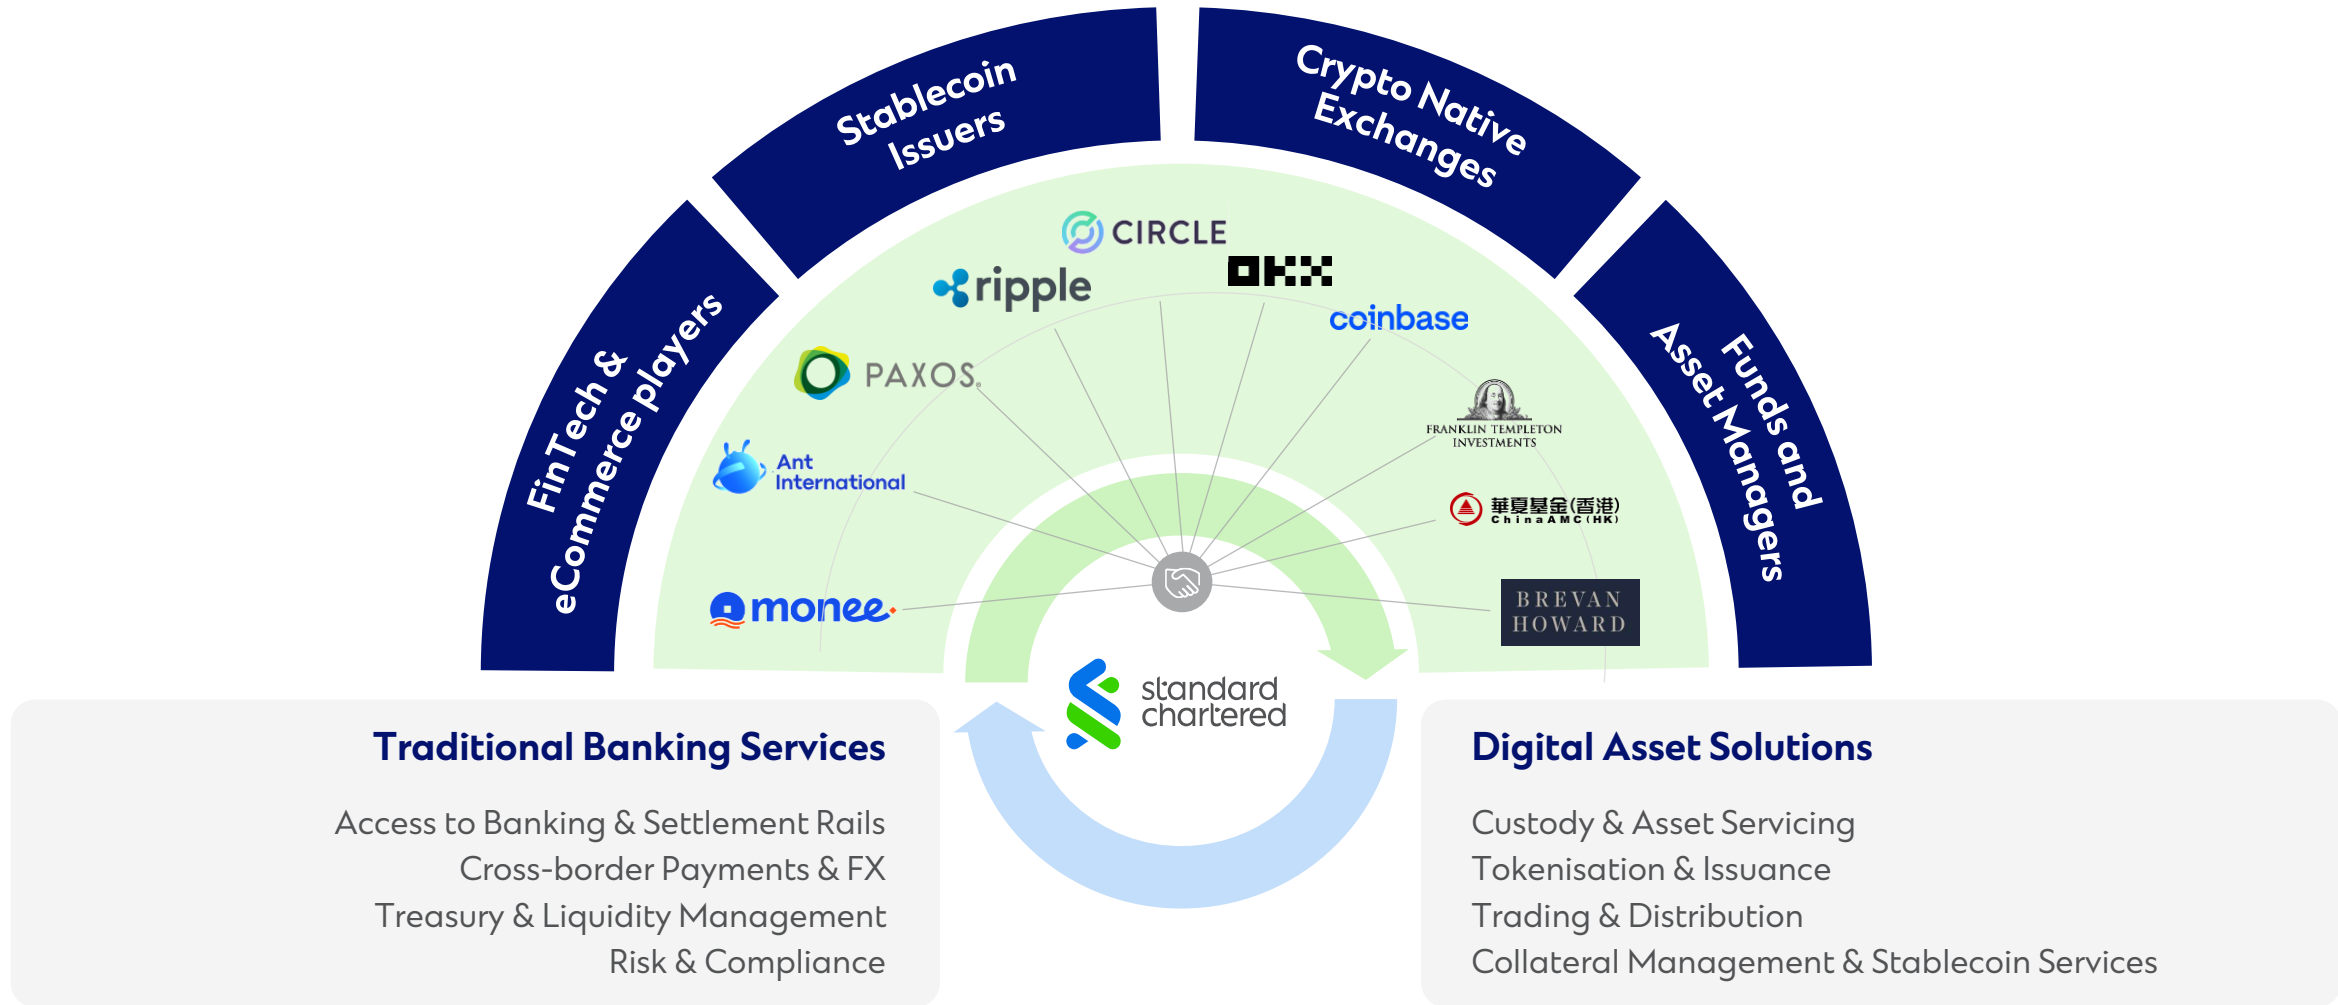 FinTech &
eCommerce players
Stablecoin
Issuers
Crypto Native
Exchanges
Funds and
Asset Managers
CIRCLE
ripple
OKX
coinbase
PAXOS®
FRANKLIN TEMPLETON
INVESTMENTS
Ant
International
華夏基金(香港)
ChinaAMC(HK)
monee
BREVAN
HOWARD
standard
chartered
Traditional Banking Services
Access to Banking & Settlement Rails
Cross-border Payments & FX
Treasury & Liquidity Management
Risk & Compliance
Digital Asset Solutions
Custody & Asset Servicing
Tokenisation & Issuance
Trading & Distribution
Collateral Management & Stablecoin Services